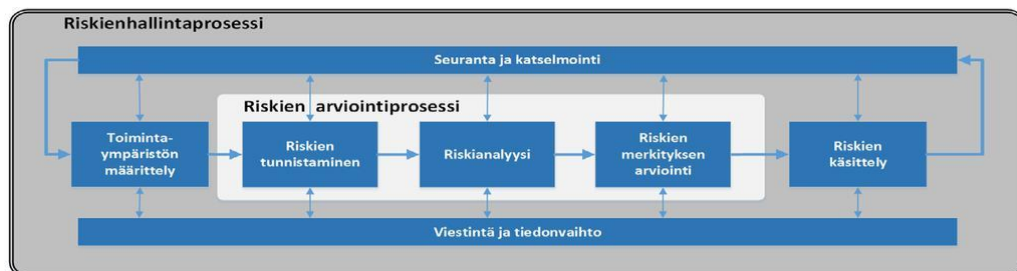 Riskienhallintaprosessi
Seuranta ja katselmointi
Riskien arviointiprosessi
Toiminta-
ympäristön
määrittely
Riskien
tunnistaminen
Riskianalyysi
Riskien
merkityksen
arviointi
Riskien
käsittely
Viestintä ja tiedonvaihto